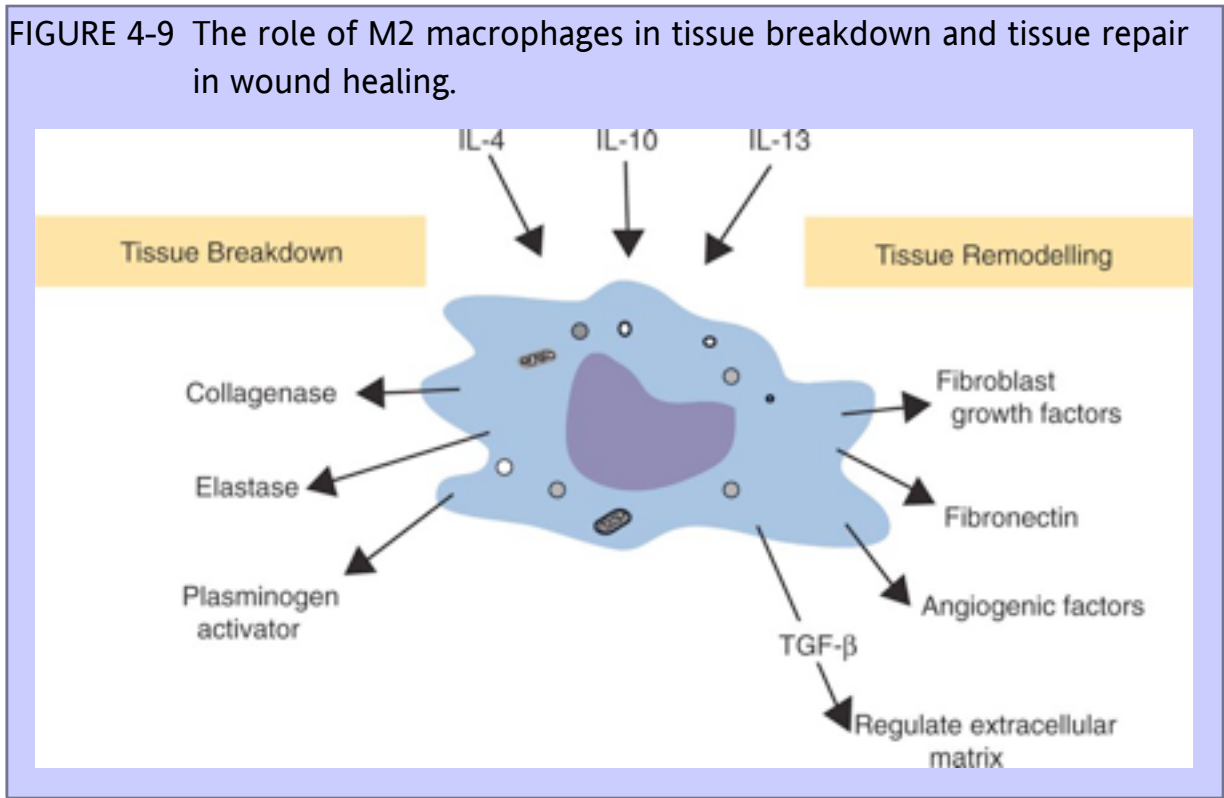 FIGURE 4-9 The role of M2 macrophages in tissue breakdown and tissue repair
in wound healing.
IL-4 IL-10 IL-13
Tissue Breakdown
Tissue Remodelling
Collagenase
Elastase
Plasminogen
activator
Fibroblast
growth factors
Fibronectin
Angiogenic factors
TGF-β
Regulate extracellular
matrix